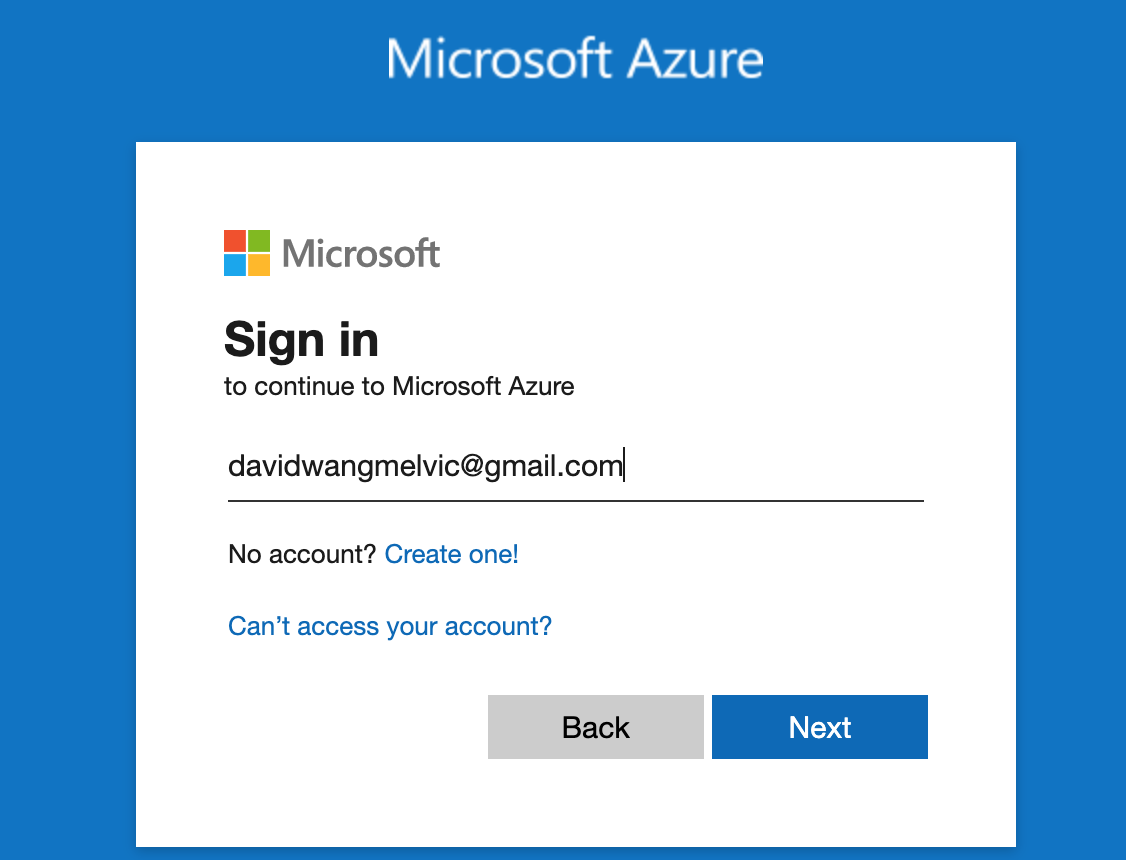 Microsoft Azure
Microsoft
Sign in
to continue to Microsoft Azure
davidwangmelvic@gmail.com
No account? Create one!
Can’t access your account?
Back
Next